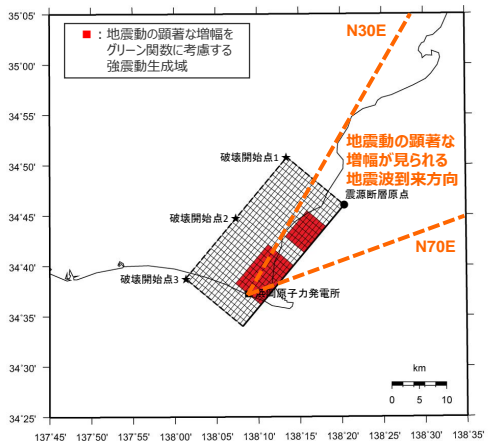 ■：地震動の顕著な増幅を
グリーン関数に考慮する
強震動生成域
N30E
地震動の顕著な
増幅が見られる
地震波到来方向
破壊開始点1
震源断層原点
破壊開始点2
N70E
破壊開始点3
岡原子力発電所
km
0 5 10
35˚05'
35˚00'
34˚55'
34˚50'
34˚45'
34˚40'
34˚35'
34˚30'
34˚25'
137˚45' 137˚50' 137˚55' 138˚00' 138˚05' 138˚10' 138˚15' 138˚20' 138˚25' 138˚30' 138˚35'